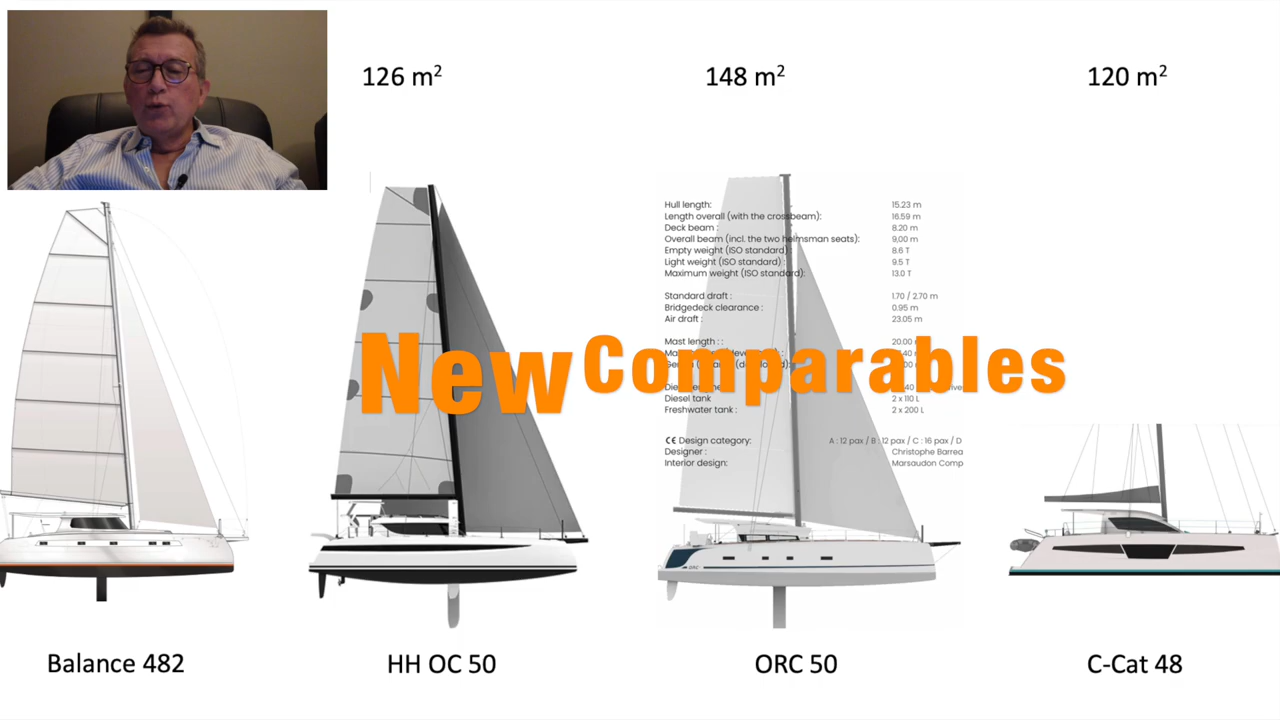 126 m²
148 m²
120 m²
Hull length: 15.23 m
Length overall (with the crossbeam): 16.59 m
Deck beam : 8.20 m
Overall beam (incl. the two helmsman seats): 9,00 m
Empty weight (ISO standard) : 8.6 T
Light weight (ISO standard) : 9.5 T
Maximum weight (ISO standard): 13.0 T
Standard draft : 1.70 / 2.70 m
Bridgedeck clearance : 0.95 m
Air draft : 23.05 m
Mast length : : 20.00
New Comparables
Diesel tank 2 x 110 L
Freshwater tank : 2 x 200 L
CE Design category: A : 12 pax / B : 12 pax / C : 16 pax / D
Designer : Christophe Barrea
Interior design: Marsaudon Comp
ORC
Balance 482
HH OC 50
ORC 50
C-Cat 48